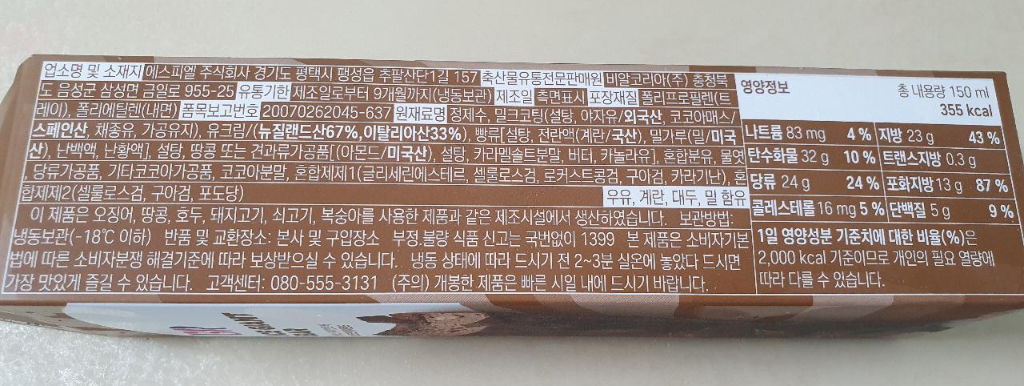 업소명 및 소재지 에스피엘 주식회사 경기도 평택시 팽성읍 추팔산단1길 157 축산물유통전문판매원 비알코리아(주) 충청북
도 음성군 삼성면 금일로 955-25 유통기한 제조일로부터 9개월까지(냉동보관) 제조일 측면표시 포장재질 폴리프로필렌(트
레이), 폴리에틸렌(내면) 품목보고번호 20070262045-637 원재료명 정제수, 밀크코팅(설탕, 야자유/외국산, 코코아매스/
스페인산, 채종유, 가공유지), 유크림/(뉴질랜드산67%,이탈리아산33%), 빵류[설탕, 전란액(계란/국산), 밀가루(밀/미국
산), 난백액, 난황액], 설탕, 땅콩 또는 견과류가공품[(아몬드/미국산), 설탕, 카라멜솔트분말, 버터, 카놀라유], 혼합분유, 물엿,
당류가공품, 기타코코아가공품, 코코아분말, 혼합제제1(글리세린에스테르, 셀룰로스검, 로커스트콩검, 구아검, 카라기난), 혼
합제제2(셀룰로스검, 구아검, 포도당)
우유, 계란, 대두, 밀 함유
이 제품은 오징어, 땅콩, 호두, 돼지고기, 쇠고기, 복숭아를 사용한 제품과 같은 제조시설에서 생산하였습니다. 보관방법:
냉동보관(-18℃ 이하) 반품 및 교환장소: 본사 및 구입장소 부정.불량 식품 신고는 국번없이 1399 본 제품은 소비자기본
법에 따른 소비자분쟁 해결기준에 따라 보상받으실 수 있습니다. 냉동 상태에 따라 드시기 전 2~3분 실온에 놓았다 드시면
가장 맛있게 즐길 수 있습니다. 고객센터: 080-555-3131 (주의) 개봉한 제품은 빠른 시일 내에 드시기 바랍니다.
영양정보 총 내용량 150 ml
355 kcal
나트륨 83 mg 4% 지방 23 g 43%
탄수화물 32 g 10% 트랜스지방 0.3 g
당류 24 g 24% 포화지방 13 g 87%
콜레스테롤 16 mg 5% 단백질 5 g 9%
1일 영양성분 기준치에 대한 비율(%)은
2,000 kcal 기준이므로 개인의 필요 열량에
따라 다를 수 있습니다.